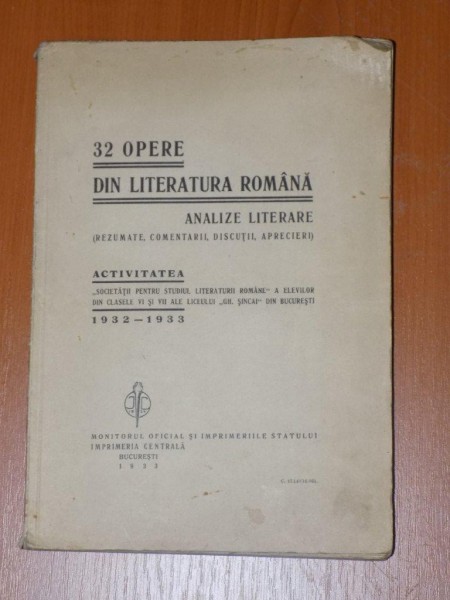 32 OPERE
DIN LITERATURA ROMÂNĂ
ANALIZE LITERARE
(REZUMATE, COMENTARII, DISCUȚII, APRECIERI)
ACTIVITATEA
„SOCIETĂȚII PENTRU STUDIUL LITERATURII ROMÂNE" A ELEVILOR
DIN CLASELE VI ȘI VII ALE LICEULUI „GH. ȘINCAI" DIN BUCUREȘTI
1932—1933
MONITORUL OFICIAL ȘI IMPRIMERIILE STATULUI
IMPRIMERIA CENTRALĂ
BUCUREȘTI
1933